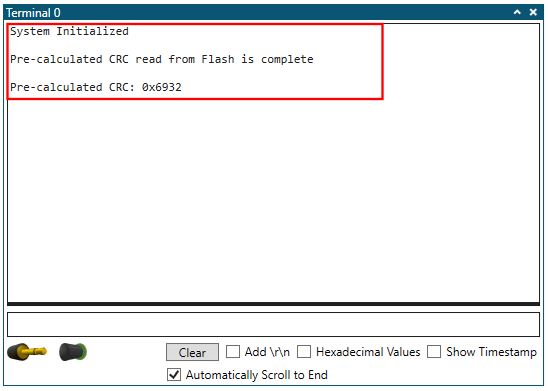 Terminal 0
System Initialized
Pre-calculated CRC read from Flash is complete
Pre-calculated CRC: 0x6932
Clear
Add \r\n
Hexadecimal Values
Show Timestamp
Automatically Scroll to End